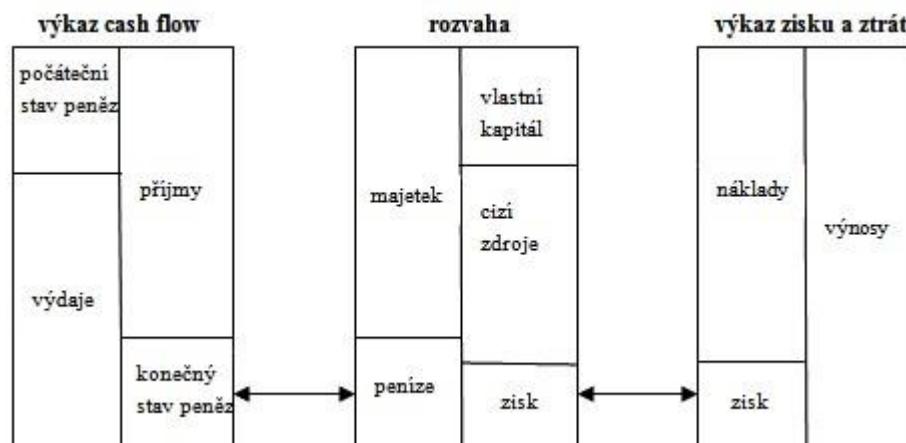 výkaz cash flow
rozvaha
výkaz zisku a ztrát
počáteční
stav peněz
příjmy
výdaje
konečný
stav peněz
majetek
vlastní
kapitál
cizí
zdroje
peníze
zisk
náklady
výnosy
zisk